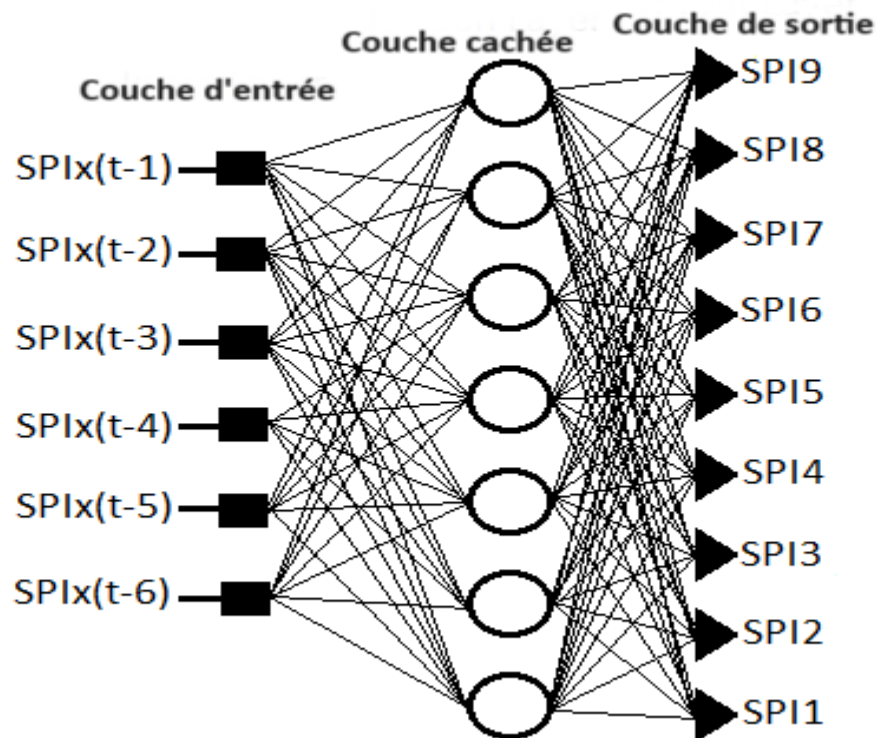 Couche d'entrée
SPIx(t-1)
SPIx(t-2)
SPIx(t-3)
SPIx(t-4)
SPIx(t-5)
SPIx(t-6)
Couche cachée
Couche de sortie
SPI9
SPI8
SPI7
SPI6
SPI5
SPI4
SPI3
SPI2
SPI1